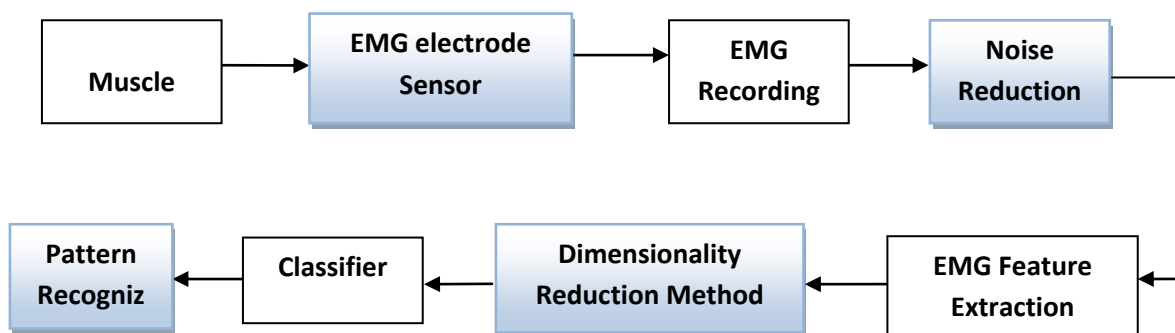 Muscle
EMG electrode
Sensor
EMG
Recording
Noise
Reduction
EMG Feature
Extraction
Dimensionality
Reduction Method
Classifier
Pattern
Recogniz